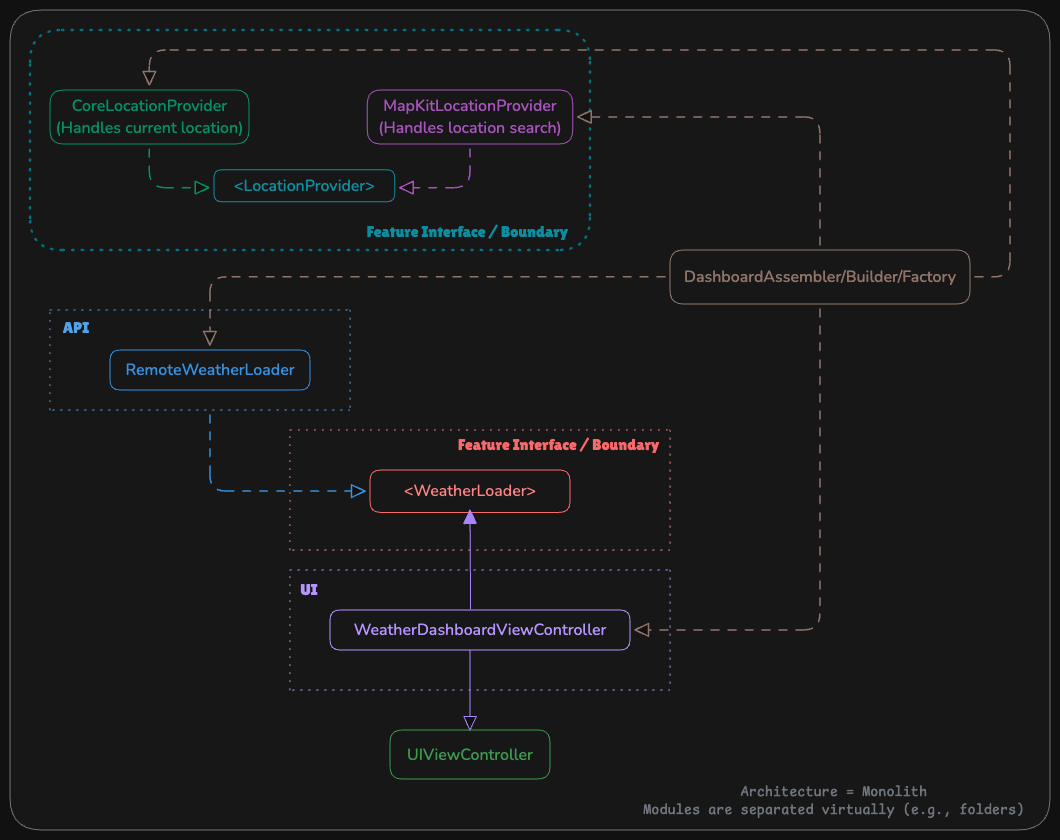 CoreLocationProvider
(Handles current location)
MapKitLocationProvider
(Handles location search)
<LocationProvider>
Feature Interface / Boundary
DashboardAssembler/Builder/Factory
API
RemoteWeatherLoader
Feature Interface / Boundary
<WeatherLoader>
UI
WeatherDashboardViewController
UIViewController
Architecture = Monolith
Modules are separated virtually (e.g., folders)